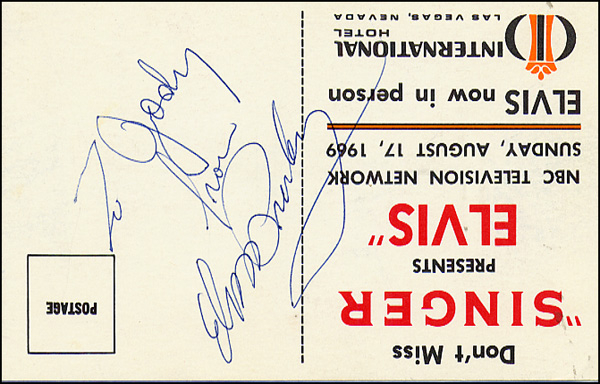 Don't Miss
"SINGER
PRESENTS
ELVIS"
NBC TELEVISION NETWORK
SUNDAY, AUGUST 17, 1969
ELVIS now in person
INTERNATIONAL
HOTEL
LAS VEGAS, NEVADA
POSTAGE
To Jody
from
Elvis Presley